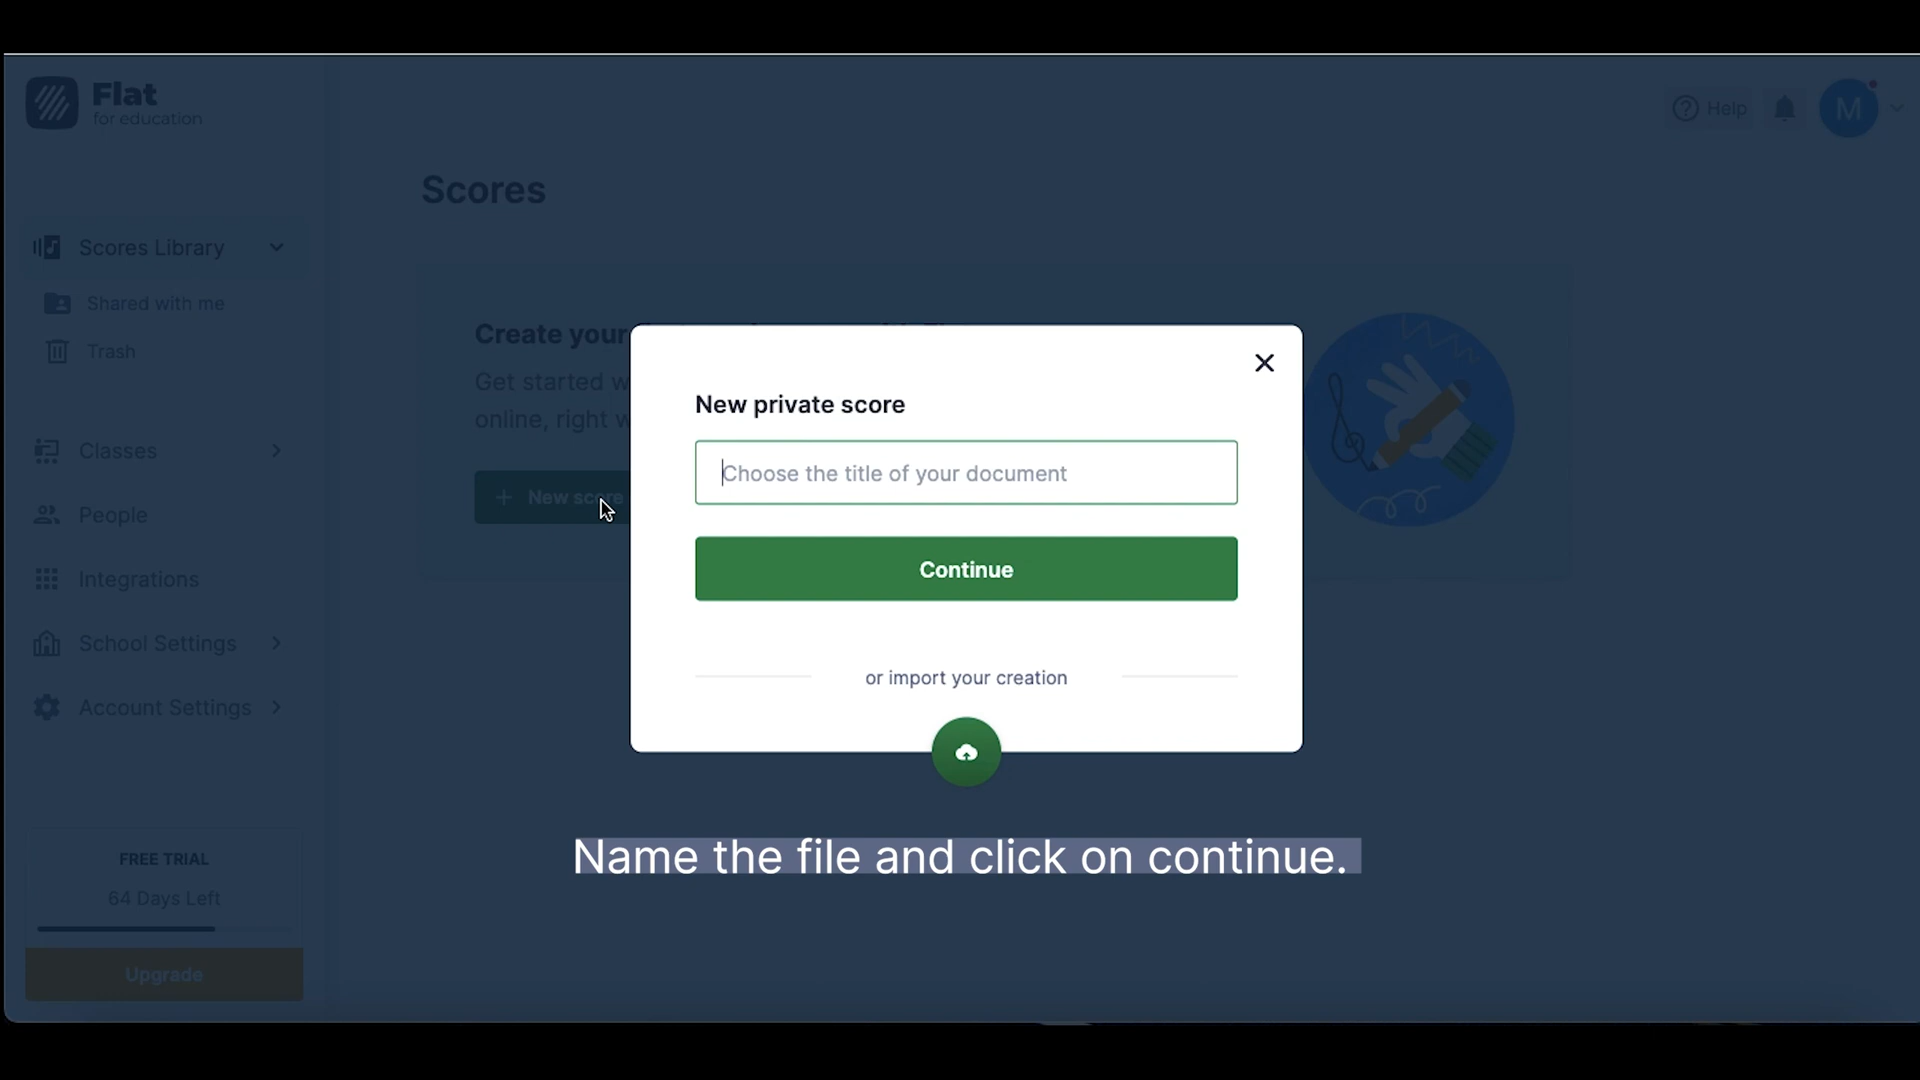 Flat
for education
Help
M
Scores
Scores Library
Shared with me
Trash
Create your
Get started w
online, right w
New private score
Choose the title of your document
Classes
New score
People
Continue
Integrations
School Settings
or import your creation
Account Settings
Name the file and click on continue.
FREE TRIAL
64 Days Left
Upgrade